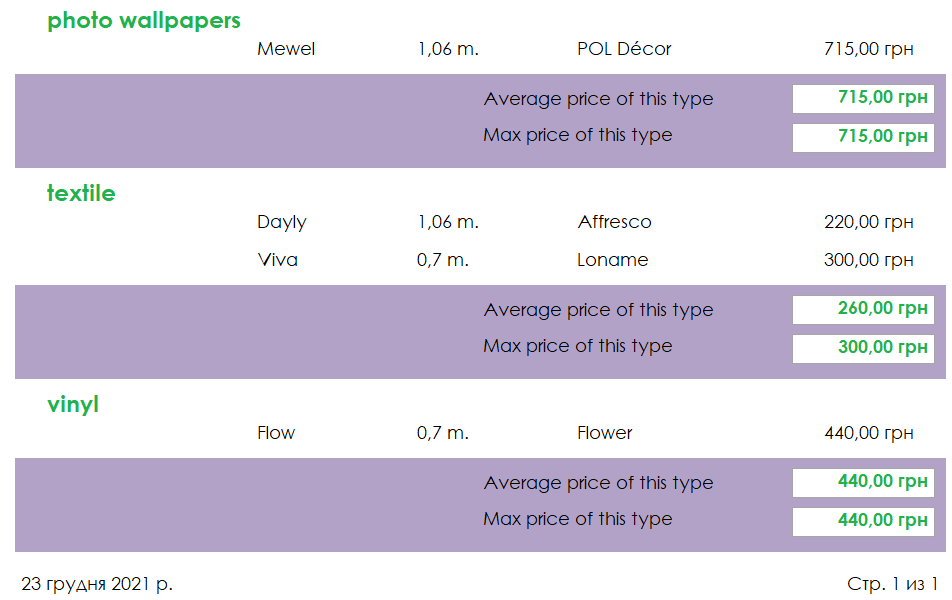 photo wallpapers
Mewel 1,06 m. POL Décor 715,00 грн
Average price of this type 715,00 грн
Max price of this type 715,00 грн
textile
Dayly 1,06 m. Affresco 220,00 грн
Viva 0,7 m. Loname 300,00 грн
Average price of this type 260,00 грн
Max price of this type 300,00 грн
vinyl
Flow 0,7 m. Flower 440,00 грн
Average price of this type 440,00 грн
Max price of this type 440,00 грн
23 грудня 2021 р. Стр. 1 из 1